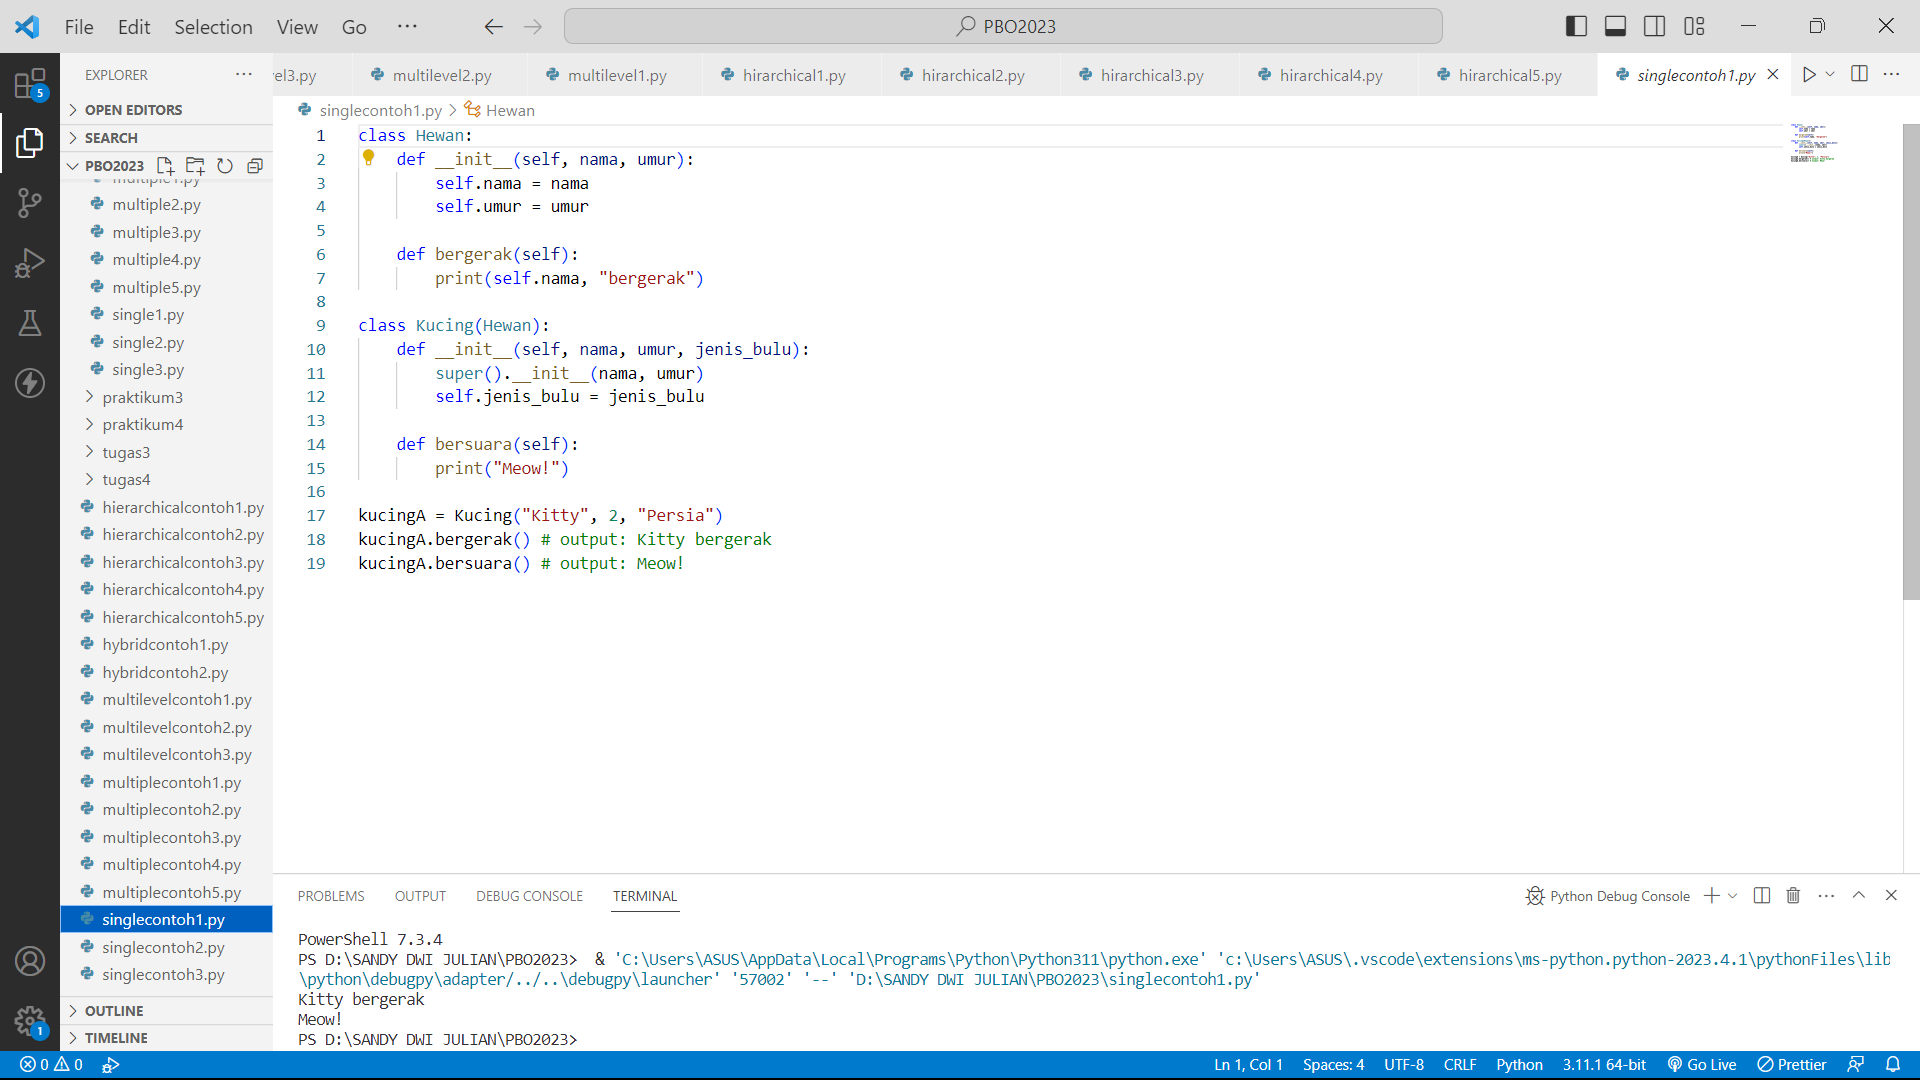 File Edit Selection View Go ···
PBO2023
EXPLORER
vel3.py multilevel2.py multilevel1.py hirarchical1.py hirarchical2.py hirarchical3.py hirarchical4.py hirarchical5.py singlecontoh1.py
5
OPEN EDITORS
SEARCH
PBO2023
multiple1.py
multiple2.py
multiple3.py
multiple4.py
multiple5.py
single1.py
single2.py
single3.py
praktikum3
praktikum4
tugas3
tugas4
hierarchicalcontoh1.py
hierarchicalcontoh2.py
hierarchicalcontoh3.py
hierarchicalcontoh4.py
hierarchicalcontoh5.py
hybridcontoh1.py
hybridcontoh2.py
multilevelcontoh1.py
multilevelcontoh2.py
multilevelcontoh3.py
multiplecontoh1.py
multiplecontoh2.py
multiplecontoh3.py
multiplecontoh4.py
multiplecontoh5.py
singlecontoh1.py
singlecontoh2.py
singlecontoh3.py
OUTLINE
TIMELINE
1
singlecontoh1.py > Hewan
1 class Hewan:
2     def __init__(self, nama, umur):
3         self.nama = nama
4         self.umur = umur
5
6     def bergerak(self):
7         print(self.nama, "bergerak")
8
9 class Kucing(Hewan):
10     def __init__(self, nama, umur, jenis_bulu):
11         super().__init__(nama, umur)
12         self.jenis_bulu = jenis_bulu
13
14     def bersuara(self):
15         print("Meow!")
16
17 kucingA = Kucing("Kitty", 2, "Persia")
18 kucingA.bergerak() # output: Kitty bergerak
19 kucingA.bersuara() # output: Meow!
PROBLEMS OUTPUT DEBUG CONSOLE TERMINAL
Python Debug Console
PowerShell 7.3.4
PS D:\SANDY DWI JULIAN\PBO2023>  & 'C:\Users\ASUS\AppData\Local\Programs\Python\Python311\python.exe' 'c:\Users\ASUS\.vscode\extensions\ms-python.python-2023.4.1\pythonFiles\lib
\python\debugpy\adapter/../..\debugpy\launcher' '57002' '--' 'D:\SANDY DWI JULIAN\PBO2023\singlecontoh1.py'
Kitty bergerak
Meow!
PS D:\SANDY DWI JULIAN\PBO2023>
0 0
Ln 1, Col 1 Spaces: 4 UTF-8 CRLF Python 3.11.1 64-bit Go Live Prettier